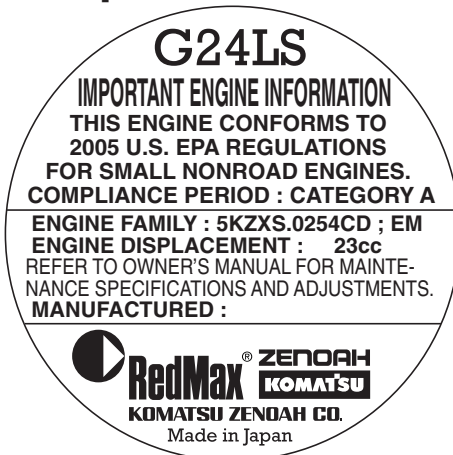 G24LS
IMPORTANT ENGINE INFORMATION
THIS ENGINE CONFORMS TO
2005 U.S. EPA REGULATIONS
FOR SMALL NONROAD ENGINES.
COMPLIANCE PERIOD : CATEGORY A
ENGINE FAMILY : 5KZXS.0254CD ; EM
ENGINE DISPLACEMENT : 23cc
REFER TO OWNER'S MANUAL FOR MAINTE-
NANCE SPECIFICATIONS AND ADJUSTMENTS.
MANUFACTURED :
RedMax® ZENOAH
KOMATSU
KOMATSU ZENOAH CO.
Made in Japan